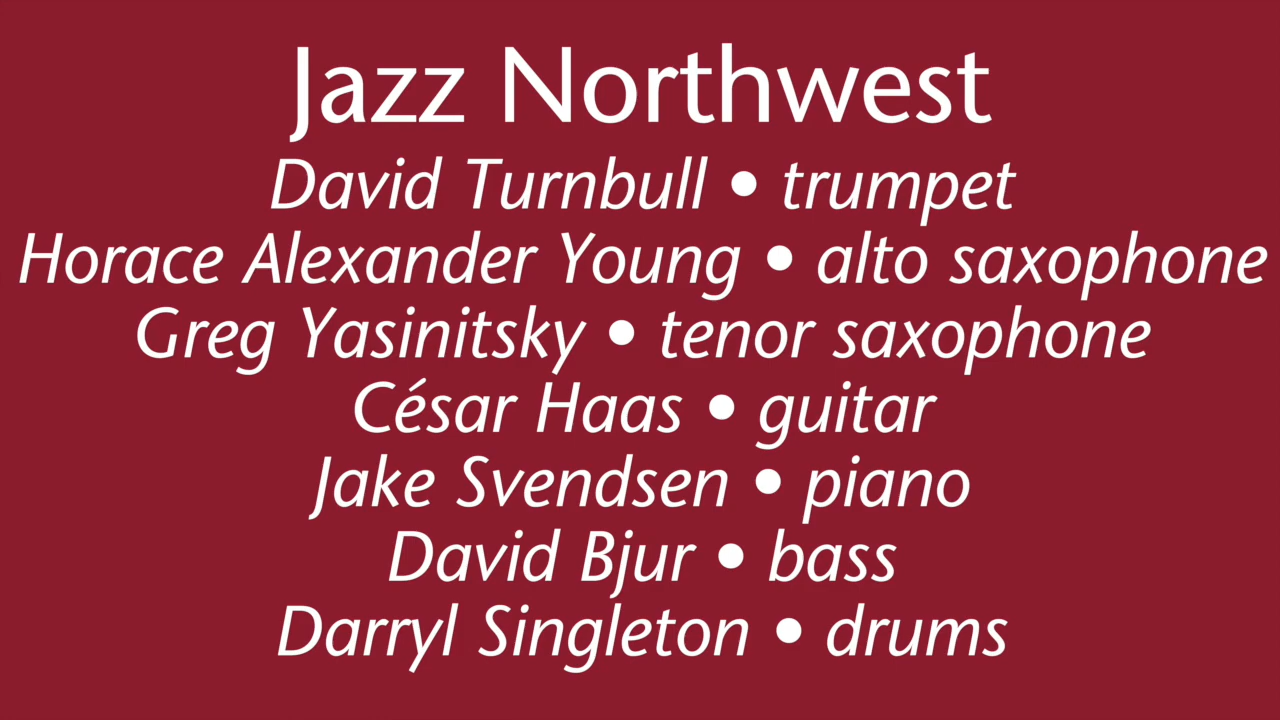 Jazz Northwest
David Turnbull • trumpet
Horace Alexander Young • alto saxophone
Greg Yasinitsky • tenor saxophone
César Haas • guitar
Jake Svendsen • piano
David Bjur • bass
Darryl Singleton • drums